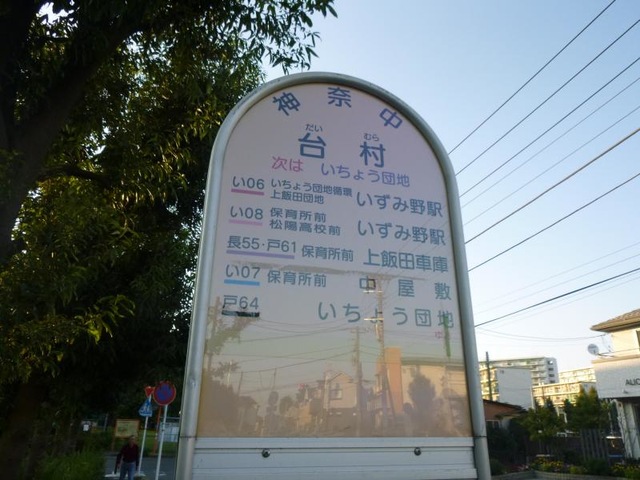 神奈中
だい むら
台村
次は いちょう団地
い06 いちょう団地循環 上飯田団地 いずみ野駅
い08 保育所前 松陽高校前 いずみ野駅
長55・戸61 保育所前 上飯田車庫
い07 保育所前 中屋敷
戸64 いちょう団地